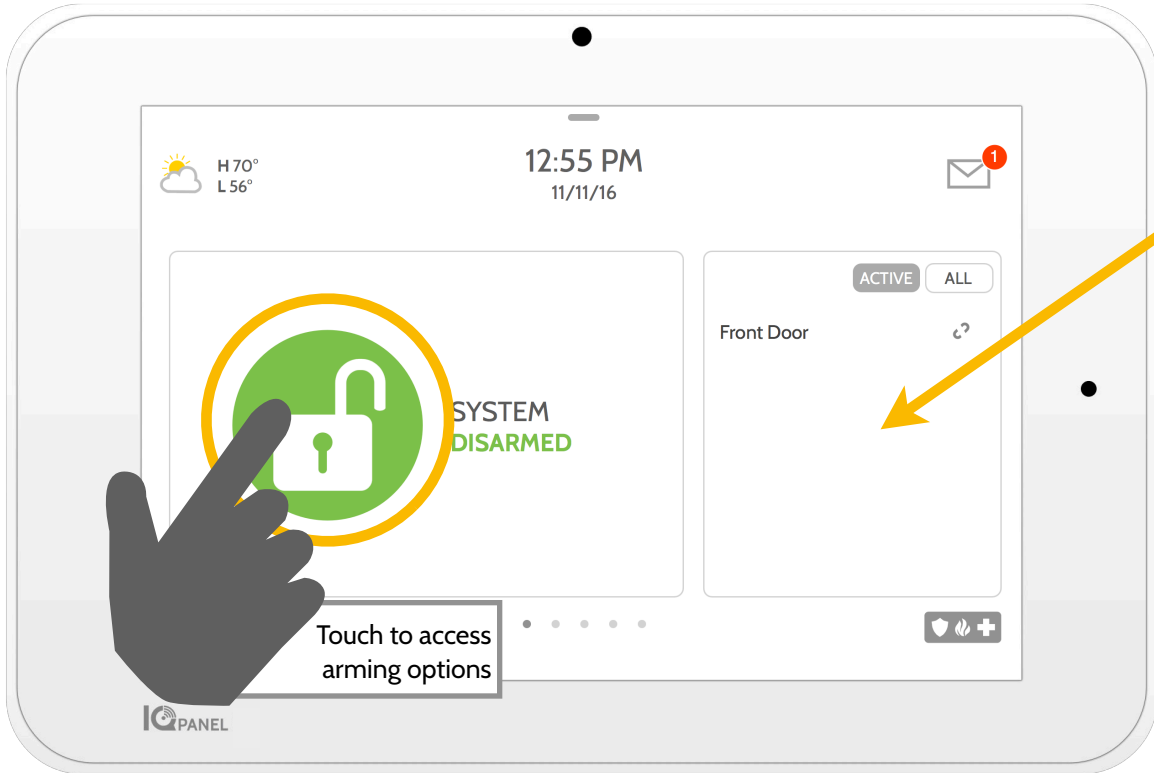 H 70°
L 56°
12:55 PM
11/11/16
1
ACTIVE
ALL
Front Door
SYSTEM
DISARMED
Touch to access
arming options
IQ PANEL